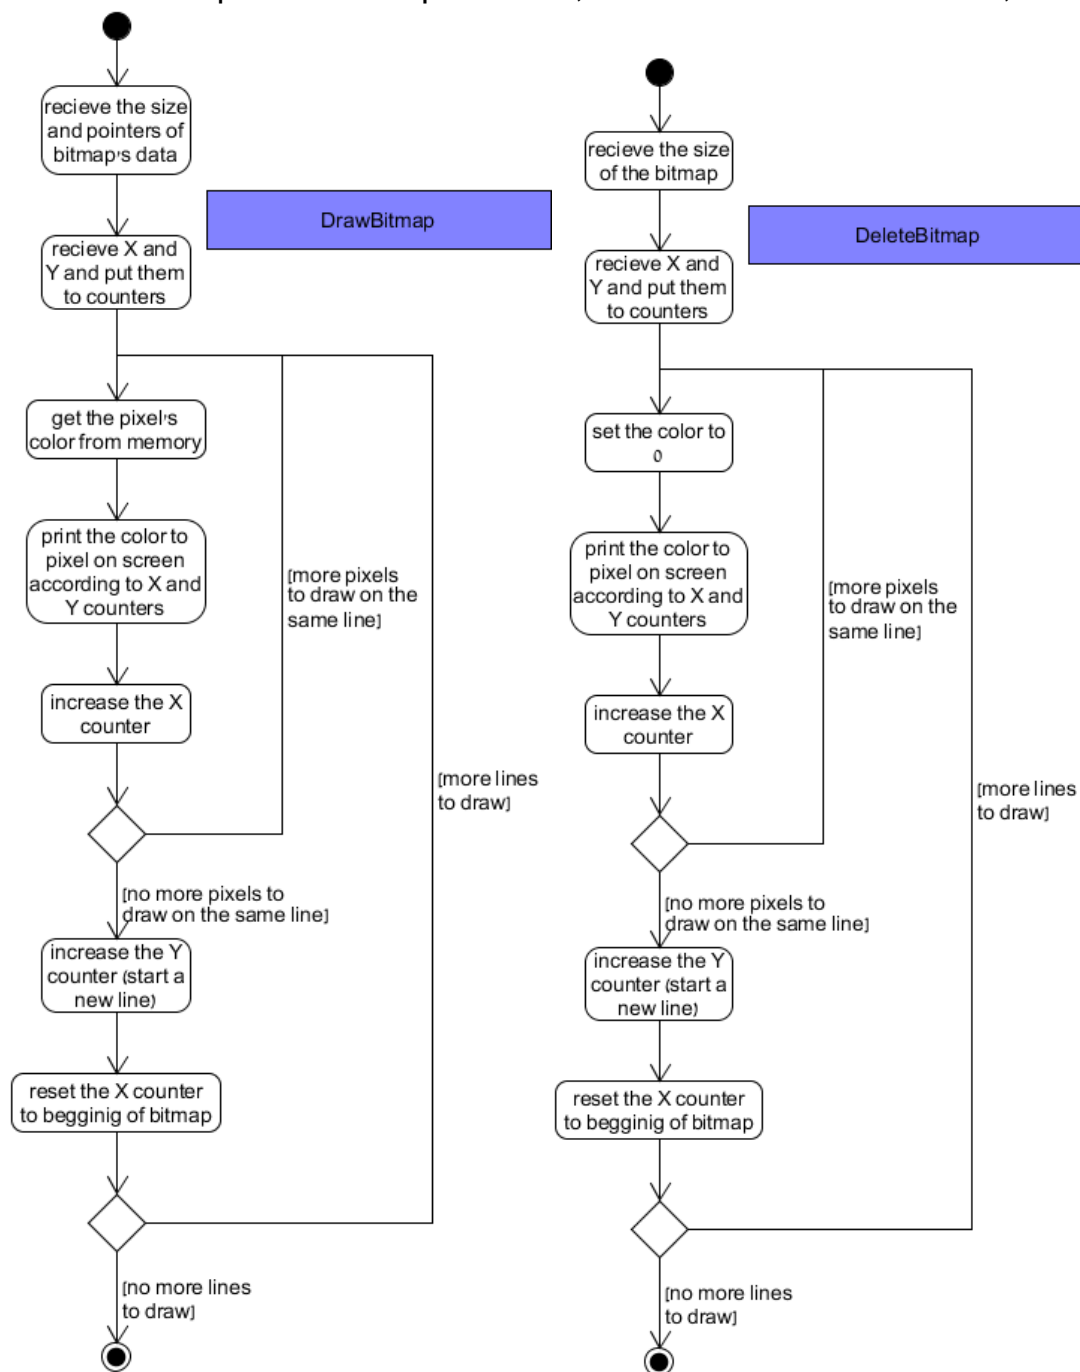 recieve the size
and pointers of
bitmap's data
DrawBitmap
recieve X and
Y and put them
to counters
get the pixel's
color from memory
print the color to
pixel on screen
according to X and
Y counters
[more pixels
to draw on the
same line]
increase the X
counter
[more lines
to draw]
[no more pixels to
draw on the same line]
increase the Y
counter (start a
new line)
reset the X counter
to begginig of bitmap
[no more lines
to draw]
recieve the size
of the bitmap
DeleteBitmap
recieve X and
Y and put them
to counters
set the color to
0
print the color to
pixel on screen
according to X and
Y counters
[more pixels
to draw on the
same line]
increase the X
counter
[more lines
to draw]
[no more pixels to
draw on the same line]
increase the Y
counter (start a
new line)
reset the X counter
to begginig of bitmap
[no more lines
to draw]